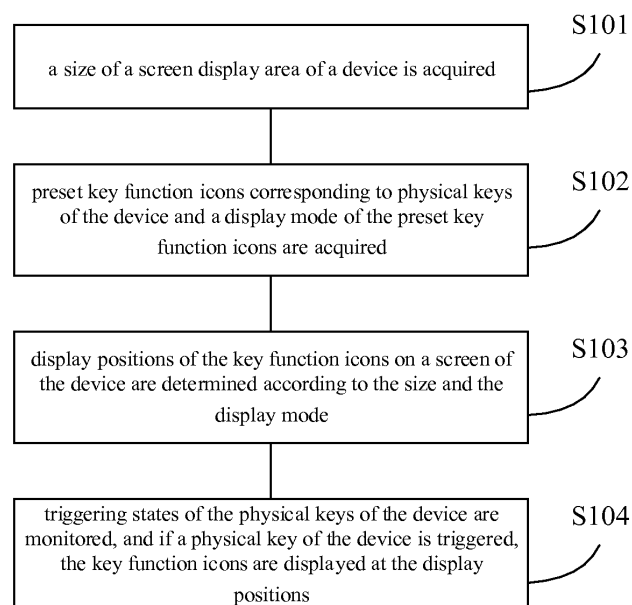 S101
a size of a screen display area of a device is acquired
S102
preset key function icons corresponding to physical keys
of the device and a display mode of the preset key
function icons are acquired
S103
display positions of the key function icons on a screen of
the device are determined according to the size and the
display mode
S104
triggering states of the physical keys of the device are
monitored, and if a physical key of the device is triggered,
the key function icons are displayed at the display
positions